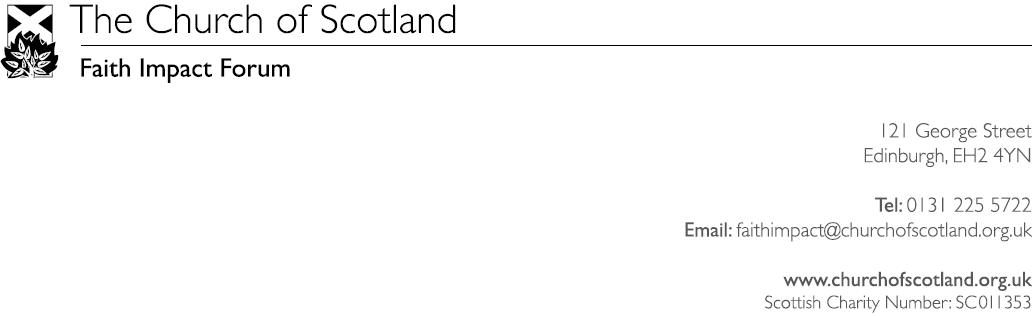 The Church of Scotland
Faith Impact Forum
121 George Street
Edinburgh, EH2 4YN
Tel: 0131 225 5722
Email: faithimpact@churchofscotland.org.uk
www.churchofscotland.org.uk
Scottish Charity Number: SC011353